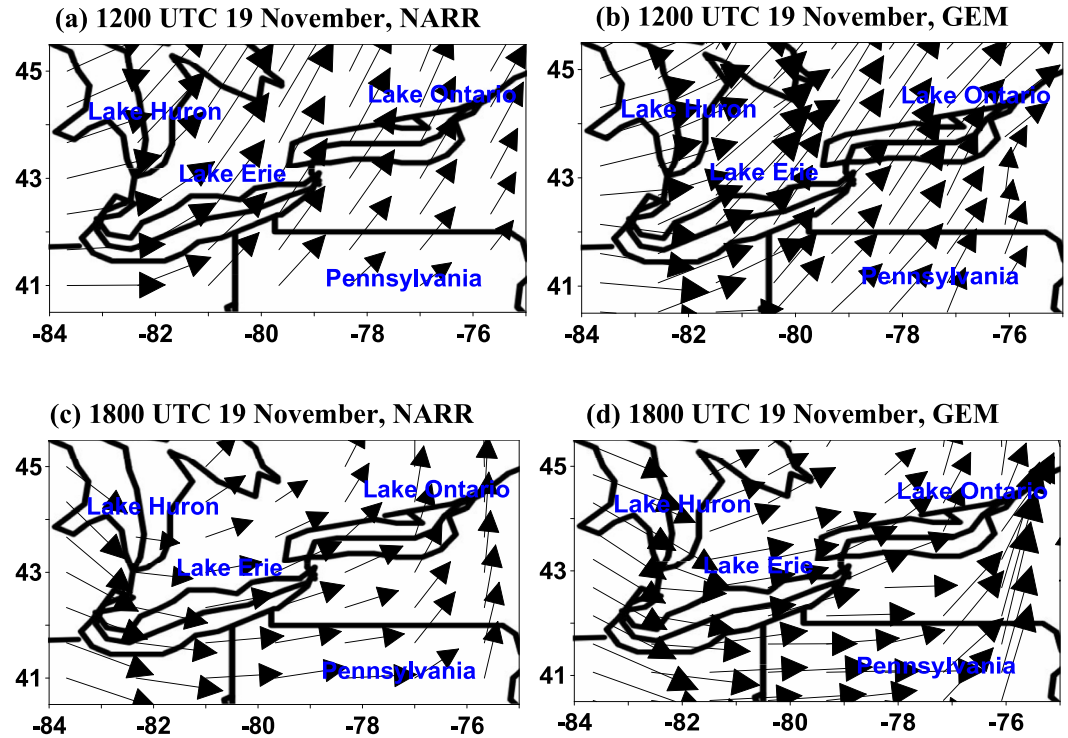 (a) 1200 UTC 19 November, NARR
45
43
41
Lake Huron
Lake Ontario
Lake Erie
Pennsylvania
-84 -82 -80 -78 -76
(b) 1200 UTC 19 November, GEM
45
43
41
Lake Huron
Lake Ontario
Lake Erie
Pennsylvania
-84 -82 -80 -78 -76
(c) 1800 UTC 19 November, NARR
45
43
41
Lake Huron
Lake Ontario
Lake Erie
Pennsylvania
-84 -82 -80 -78 -76
(d) 1800 UTC 19 November, GEM
45
43
41
Lake Huron
Lake Ontario
Lake Erie
Pennsylvania
-84 -82 -80 -78 -76